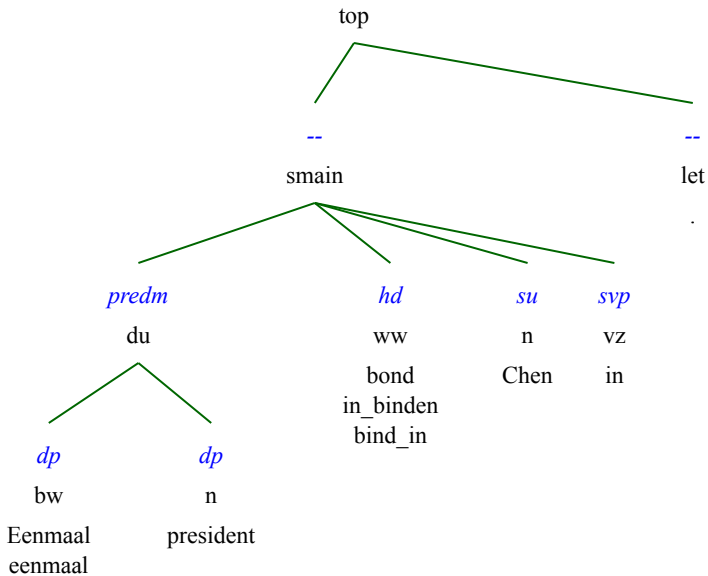 top
-- --
smain let
.
predm hd su svp
du ww n vz
bond Chen in
in_binden
bind_in
dp dp
bw n
Eenmaal president
eenmaal